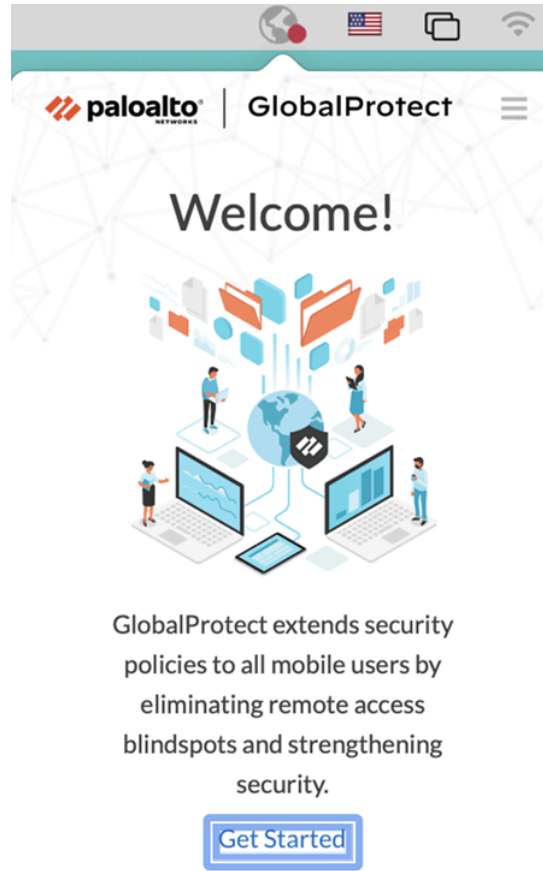 paloalto®
NETWORKS
GlobalProtect
Welcome!
GlobalProtect extends security
policies to all mobile users by
eliminating remote access
blindspots and strengthening
security.
Get Started